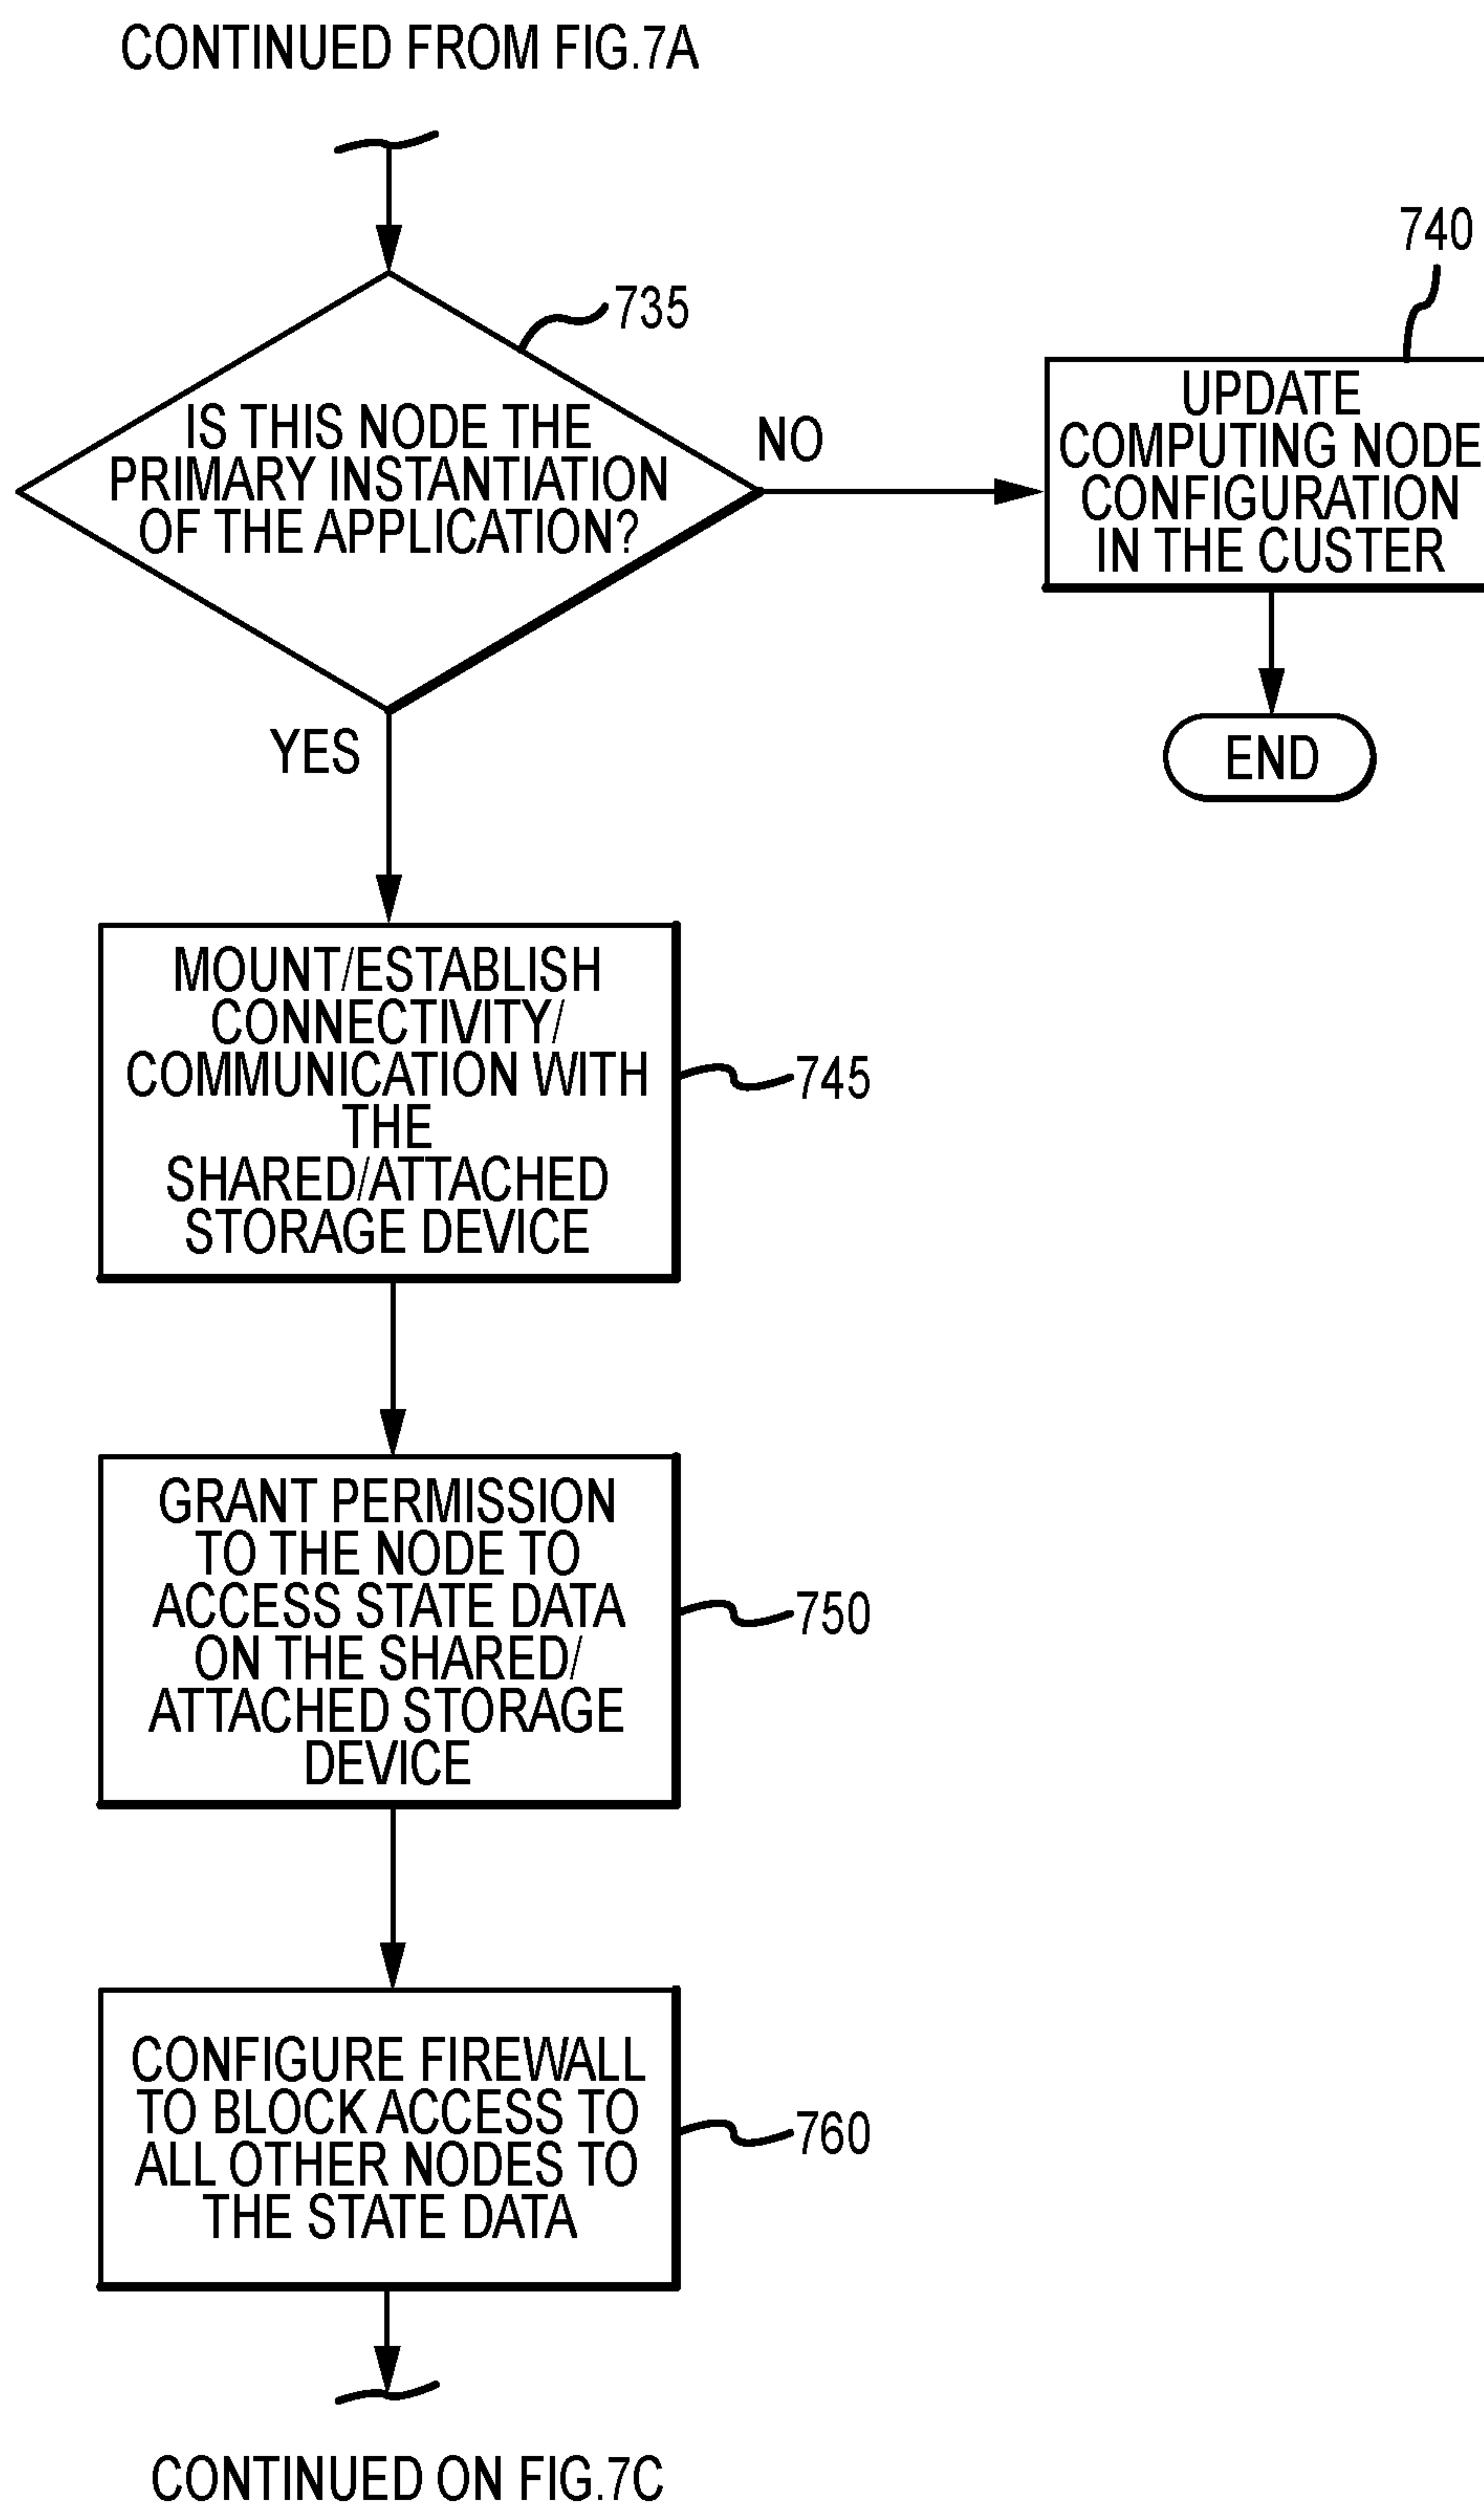 CONTINUED FROM FIG.7A
735
740
IS THIS NODE THE
PRIMARY INSTANTIATION
OF THE APPLICATION?
NO
UPDATE
COMPUTING NODE
CONFIGURATION
IN THE CUSTER
YES
END
MOUNT/ESTABLISH
CONNECTIVITY/
COMMUNICATION WITH
THE
SHARED/ATTACHED
STORAGE DEVICE
745
GRANT PERMISSION
TO THE NODE TO
ACCESS STATE DATA
ON THE SHARED/
ATTACHED STORAGE
DEVICE
750
CONFIGURE FIREWALL
TO BLOCK ACCESS TO
ALL OTHER NODES TO
THE STATE DATA
760
CONTINUED ON FIG.7C